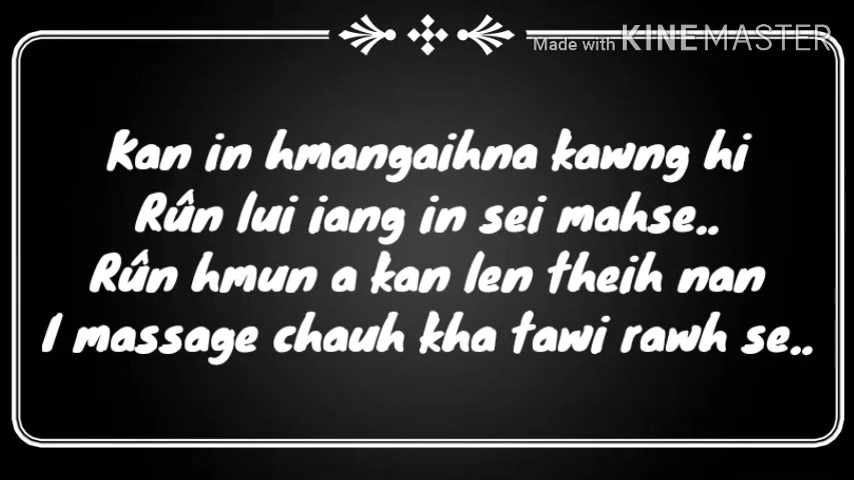 Made with KINEMASTER
Kan in hmangaihna kawng hi
Rûn lui iang in sei mahse..
Rûn hmun a kan len theih nan
I massage chauh kha tawi rawh se..